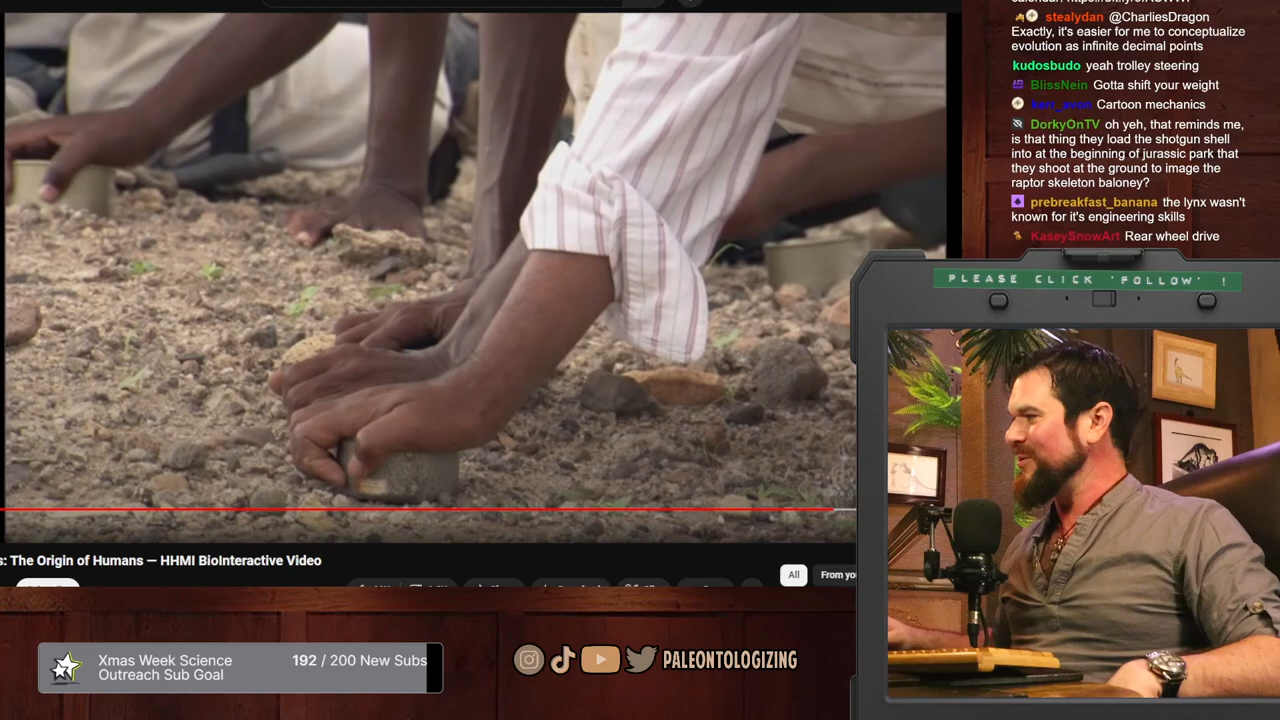 stealydan @CharliesDragon
Exactly, it's easier for me to conceptualize
evolution as infinite decimal points
kudosbudo yeah trolley steering
BlissNein Gotta shift your weight
Cartoon mechanics
DorkyOnTV oh yeh, that reminds me,
is that thing they load the shotgun shell
into at the beginning of jurassic park that
they shoot at the ground to image the
raptor skeleton baloney?
prebreakfast_banana the lynx wasn't
known for it's engineering skills
KaseySnowArt Rear wheel drive
PLEASE CLICK 'FOLLOW' !
s: The Origin of Humans — HHMI BioInteractive Video
All
From you
Xmas Week Science
Outreach Sub Goal
192 / 200 New Subs
PALEONTOLOGIZING